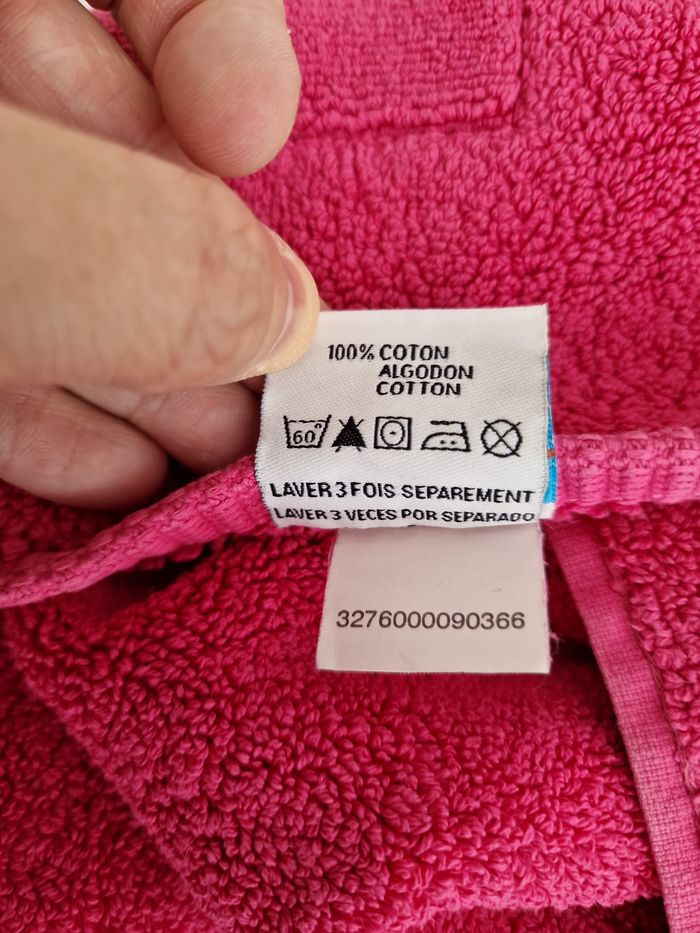 100% COTON
ALGODON
COTTON
60°
LAVER 3 FOIS SEPAREMENT
LAVER 3 VECES POR SEPARADO
3276000090366